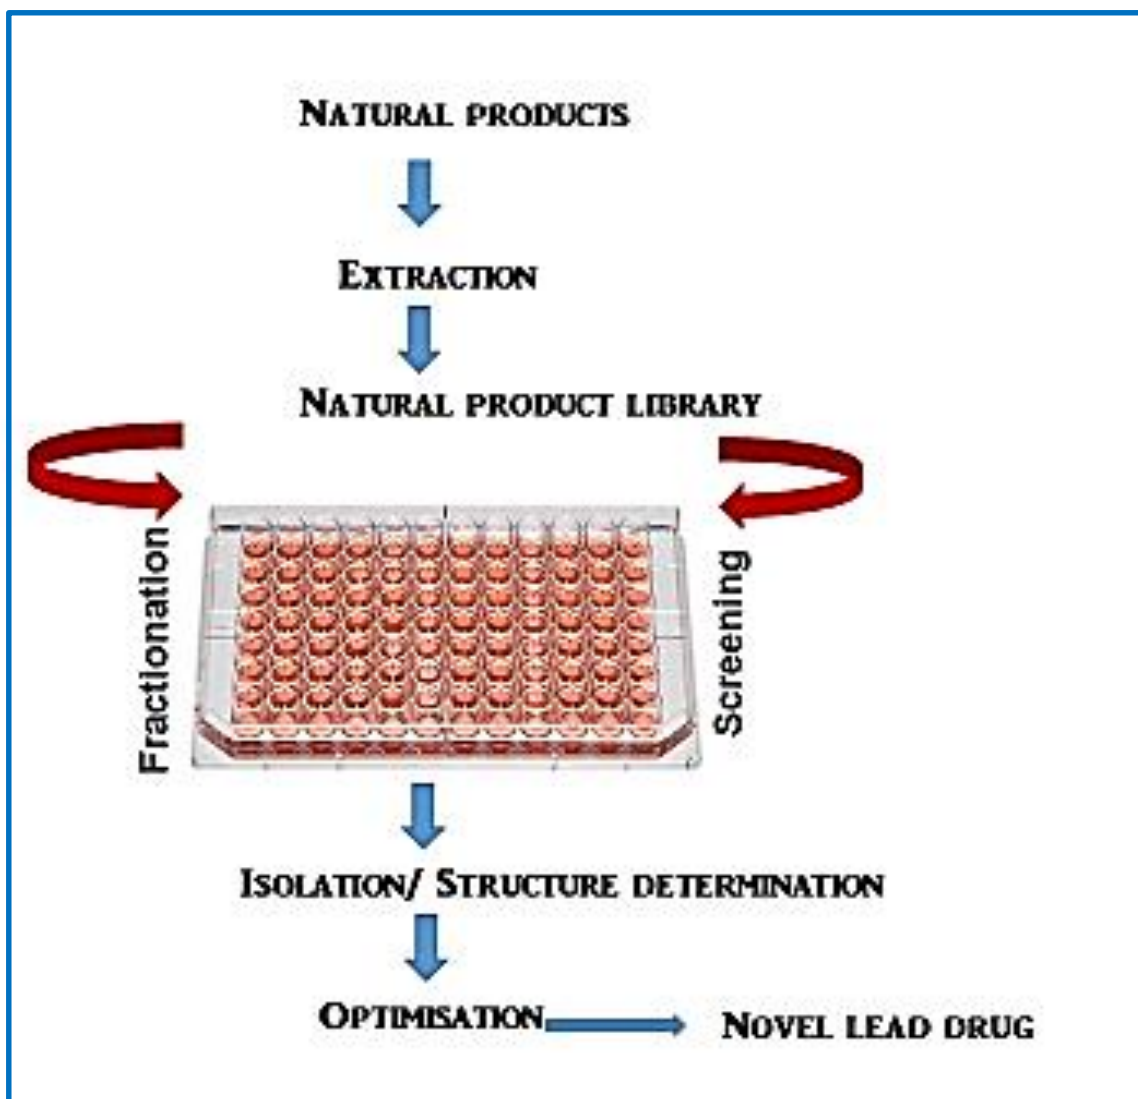 NATURAL PRODUCTS
EXTRACTION
NATURAL PRODUCT LIBRARY
Fractionation
Screening
ISOLATION/ STRUCTURE DETERMINATION
OPTIMISATION
NOVEL LEAD DRUG